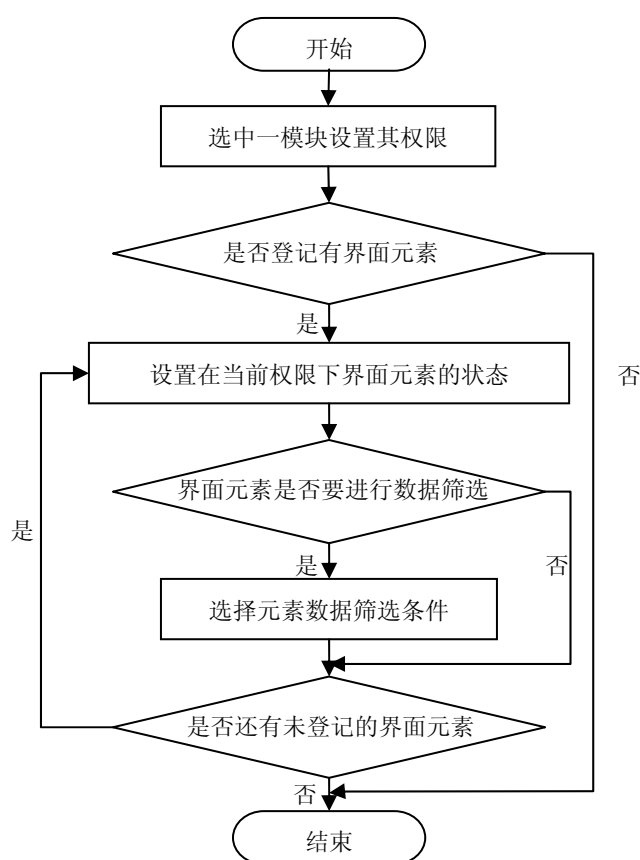 开始
选中一模块设置其权限
是否登记有界面元素
是
设置在当前权限下界面元素的状态
否
界面元素是否要进行数据筛选
是
是
否
选择元素数据筛选条件
是否还有未登记的界面元素
否
结束